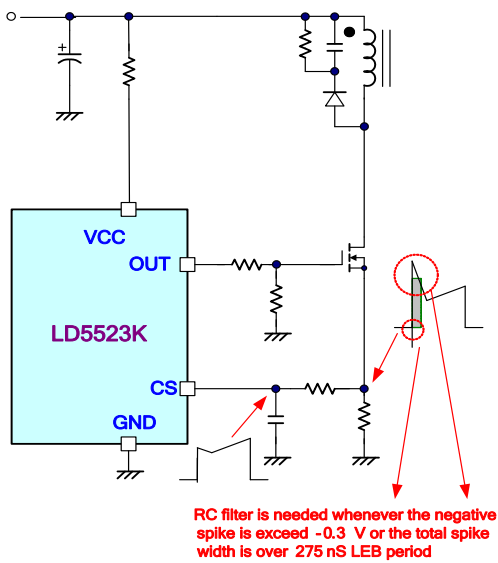 VCC
OUT
LD5523K
CS
GND
RC filter is needed whenever the negative
spike is exceed -0.3 V or the total spike
width is over 275 nS LEB period